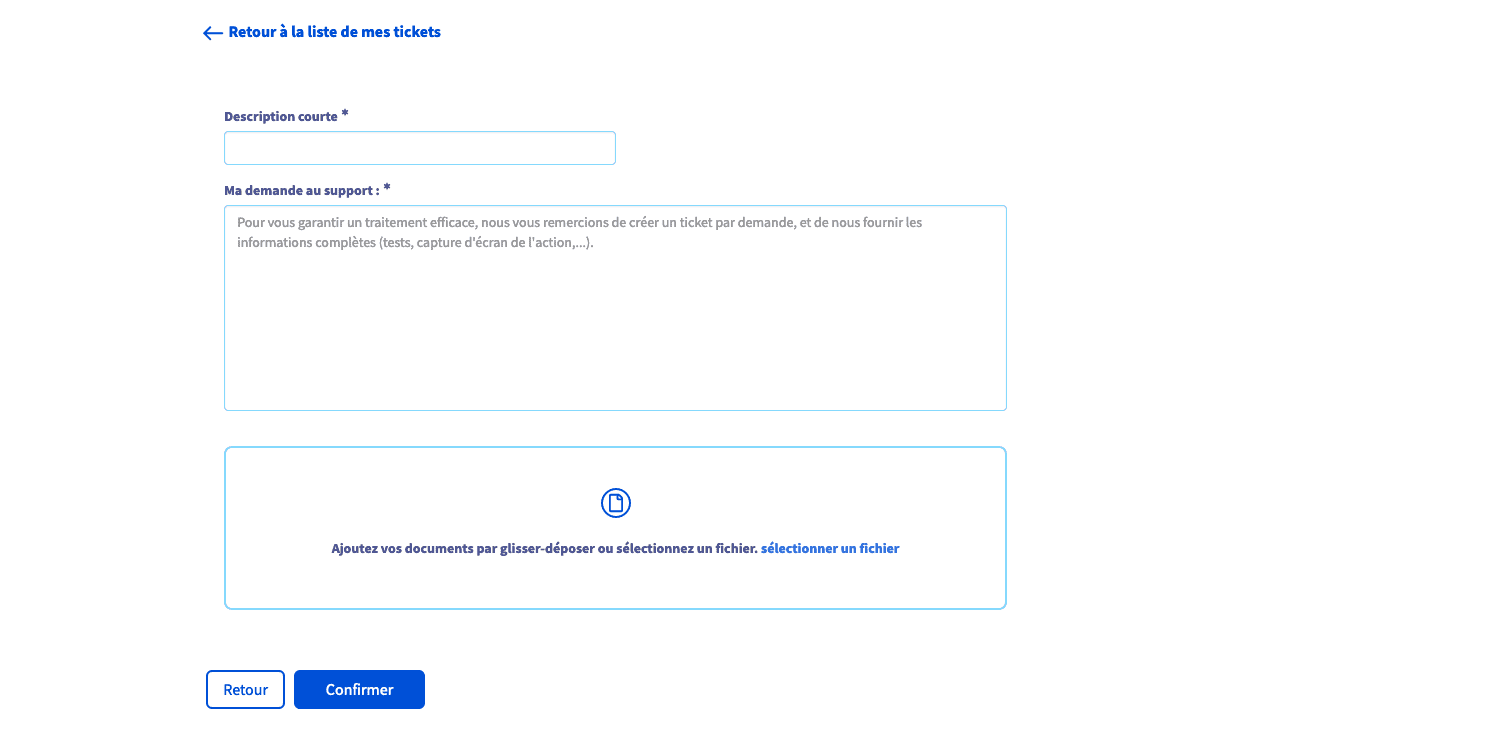 Retour à la liste de mes tickets
Description courte *
Ma demande au support : *
Pour vous garantir un traitement efficace, nous vous remercions de créer un ticket par demande, et de nous fournir les
informations complètes (tests, capture d'écran de l'action,...).
Ajoutez vos documents par glisser-déposer ou sélectionnez un fichier. sélectionner un fichier
Retour
Confirmer